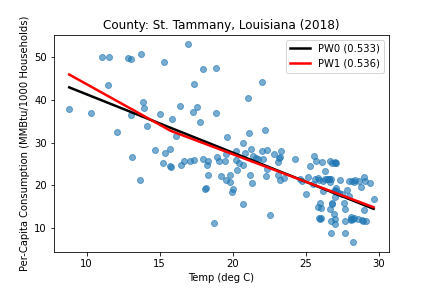 County: St. Tammany, Louisiana (2018)
PW0 (0.533)
PW1 (0.536)
Per-Capita Consumption (MMBtu/1000 Households)
50
40
30
20
10
10
15
20
25
30
Temp (deg C)